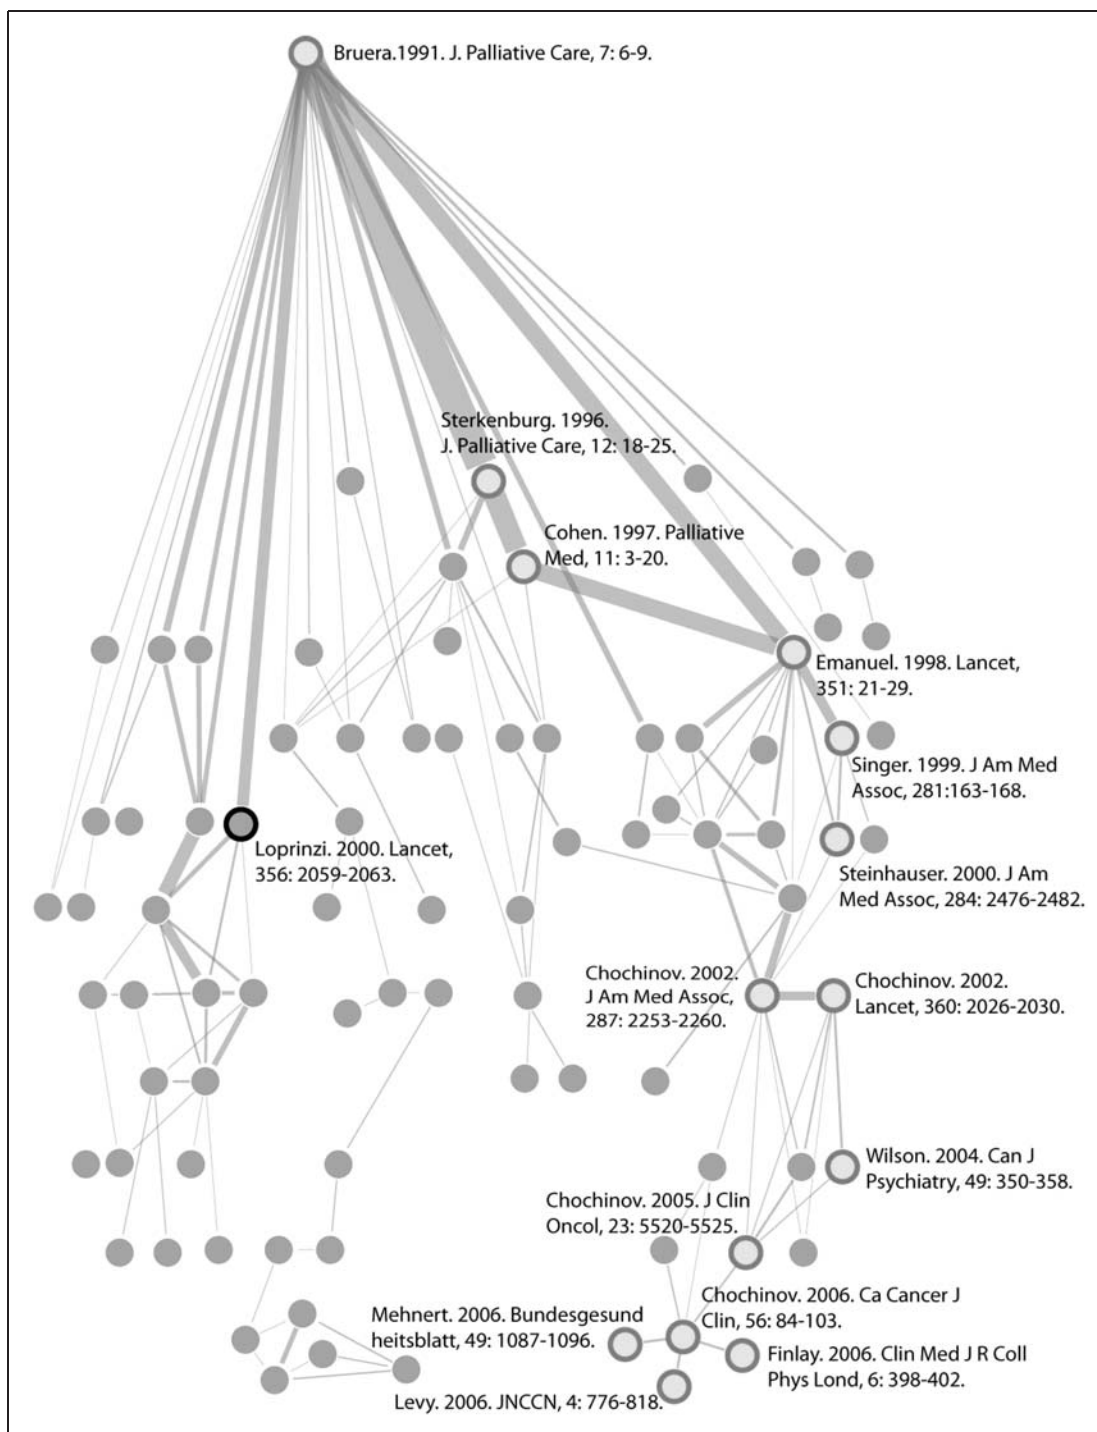 Bruera.1991. J. Palliative Care, 7: 6-9.
Sterkenburg. 1996.
J. Palliative Care, 12: 18-25.
Cohen. 1997. Palliative
Med, 11: 3-20.
Emanuel. 1998. Lancet,
351: 21-29.
Singer. 1999. J Am Med
Assoc, 281:163-168.
Loprinzi. 2000. Lancet,
356: 2059-2063.
Steinhauser. 2000. J Am
Med Assoc, 284: 2476-2482.
Chochinov. 2002.
J Am Med Assoc,
287: 2253-2260.
Chochinov. 2002.
Lancet, 360: 2026-2030.
Wilson. 2004. Can J
Psychiatry, 49: 350-358.
Chochinov. 2005. J Clin
Oncol, 23: 5520-5525.
Chochinov. 2006. Ca Cancer J
Clin, 56: 84-103.
Mehnert. 2006. Bundesgesund
heitsblatt, 49: 1087-1096.
Finlay. 2006. Clin Med J R Coll
Phys Lond, 6: 398-402.
Levy. 2006. JNCCN, 4: 776-818.